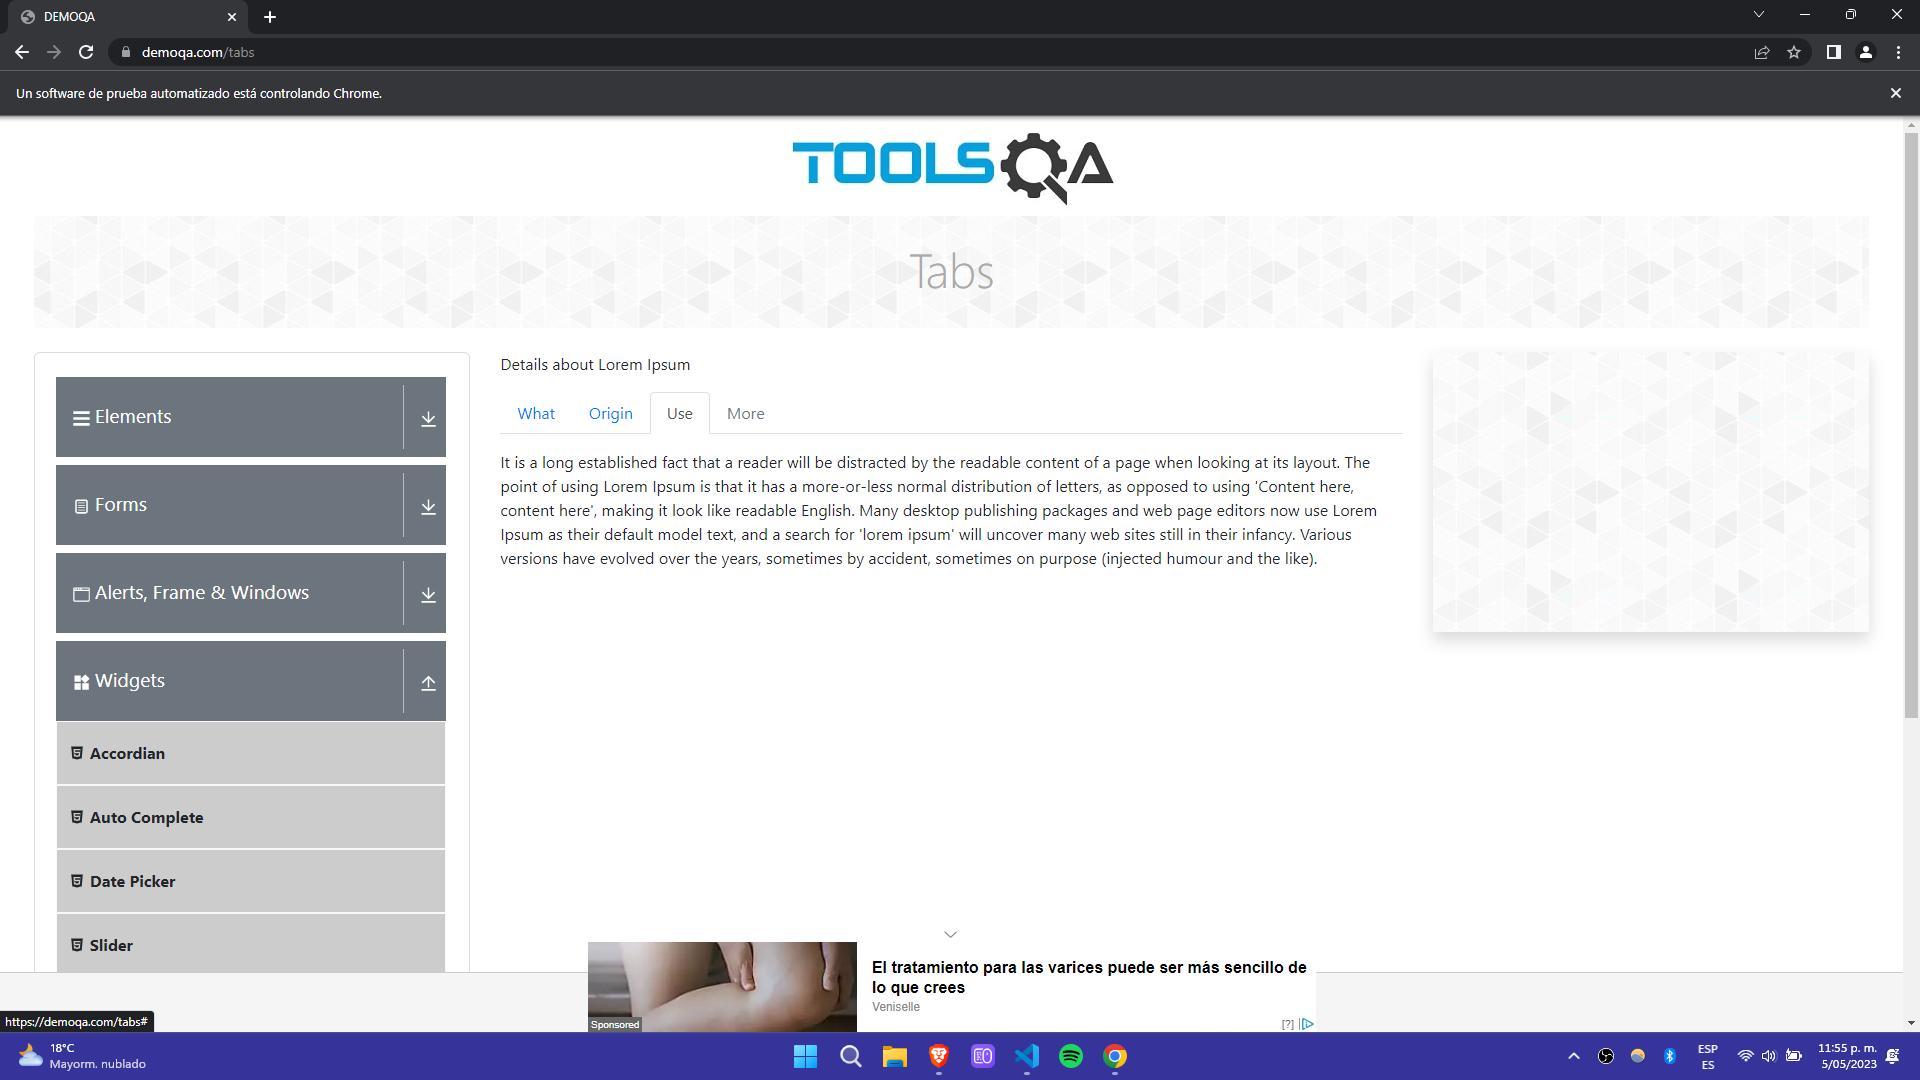 DEMOQA
demoqa.com/tabs
Un software de prueba automatizado está controlando Chrome.
TOOLSQA
Tabs
Elements
Forms
Alerts, Frame & Windows
Widgets
Accordian
Auto Complete
Date Picker
Slider
Details about Lorem Ipsum
What Origin Use More
It is a long established fact that a reader will be distracted by the readable content of a page when looking at its layout. The
point of using Lorem Ipsum is that it has a more-or-less normal distribution of letters, as opposed to using 'Content here,
content here', making it look like readable English. Many desktop publishing packages and web page editors now use Lorem
Ipsum as their default model text, and a search for 'lorem ipsum' will uncover many web sites still in their infancy. Various
versions have evolved over the years, sometimes by accident, sometimes on purpose (injected humour and the like).
El tratamiento para las varices puede ser más sencillo de
lo que crees
Veniselle
Sponsored
[?]
https://demoqa.com/tabs#
18°C
Mayorm. nublado
ESP
ES
11:55 p. m.
5/05/2023